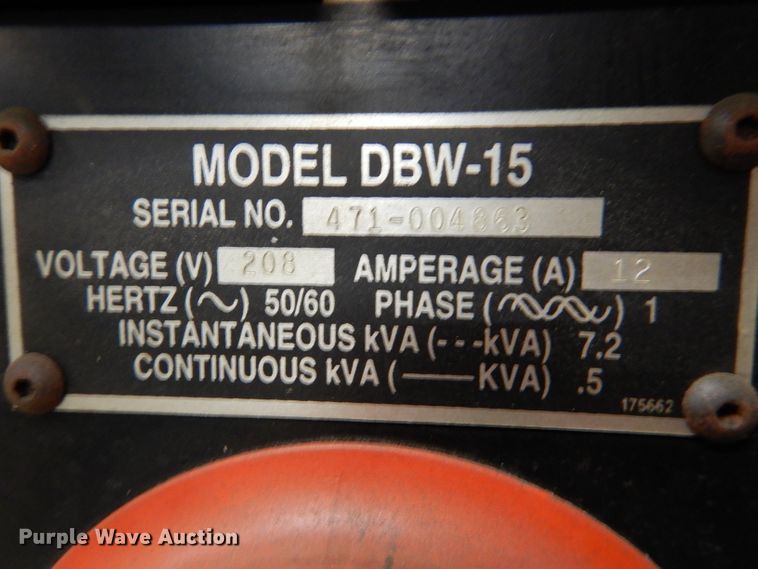 MODEL DBW-15
SERIAL NO. 471-004663
VOLTAGE (V) 208 AMPERAGE (A) 12
HERTZ (∼) 50/60 PHASE ( ) 1
INSTANTANEOUS kVA (---kVA) 7.2
CONTINUOUS kVA (——KVA) .5
175662
Purple Wave Auction